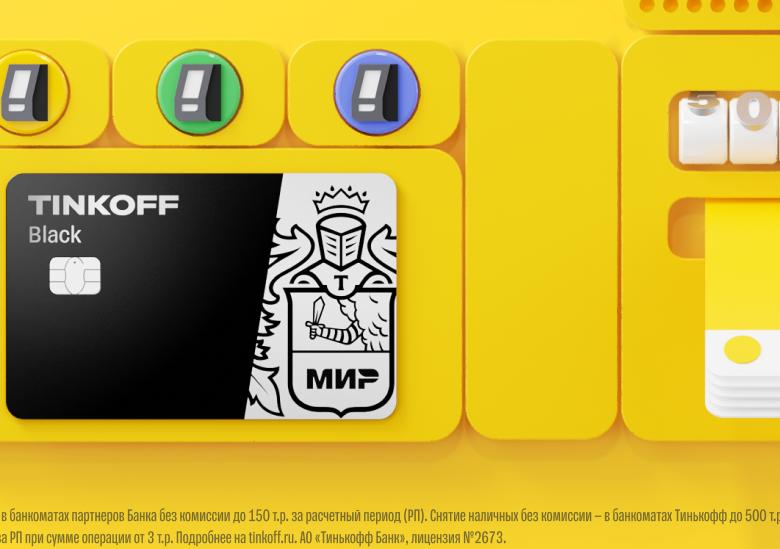 5 0
TINKOFF
Black
T
МИР
в банкоматах партнеров Банка без комиссии до 150 т.р. за расчетный период (РП). Снятие наличных без комиссии – в банкоматах Тинькофф до 500 т.р.
за РП при сумме операции от 3 т.р. Подробнее на tinkoff.ru. АО «Тинькофф Банк», лицензия №2673.